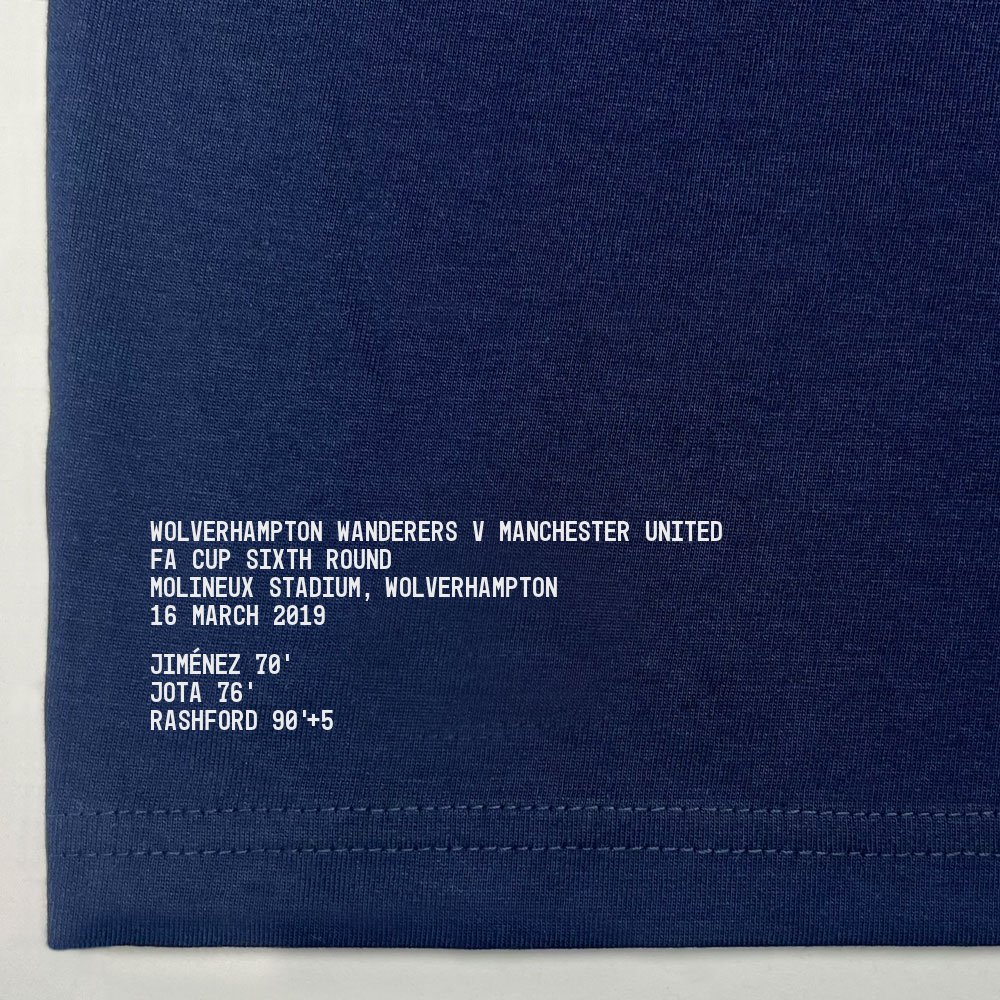 WOLVERHAMPTON WANDERERS V MANCHESTER UNITED
FA CUP SIXTH ROUND
MOLINEUX STADIUM, WOLVERHAMPTON
16 MARCH 2019
JIMÉNEZ 70'
JOTA 76'
RASHFORD 90'+5